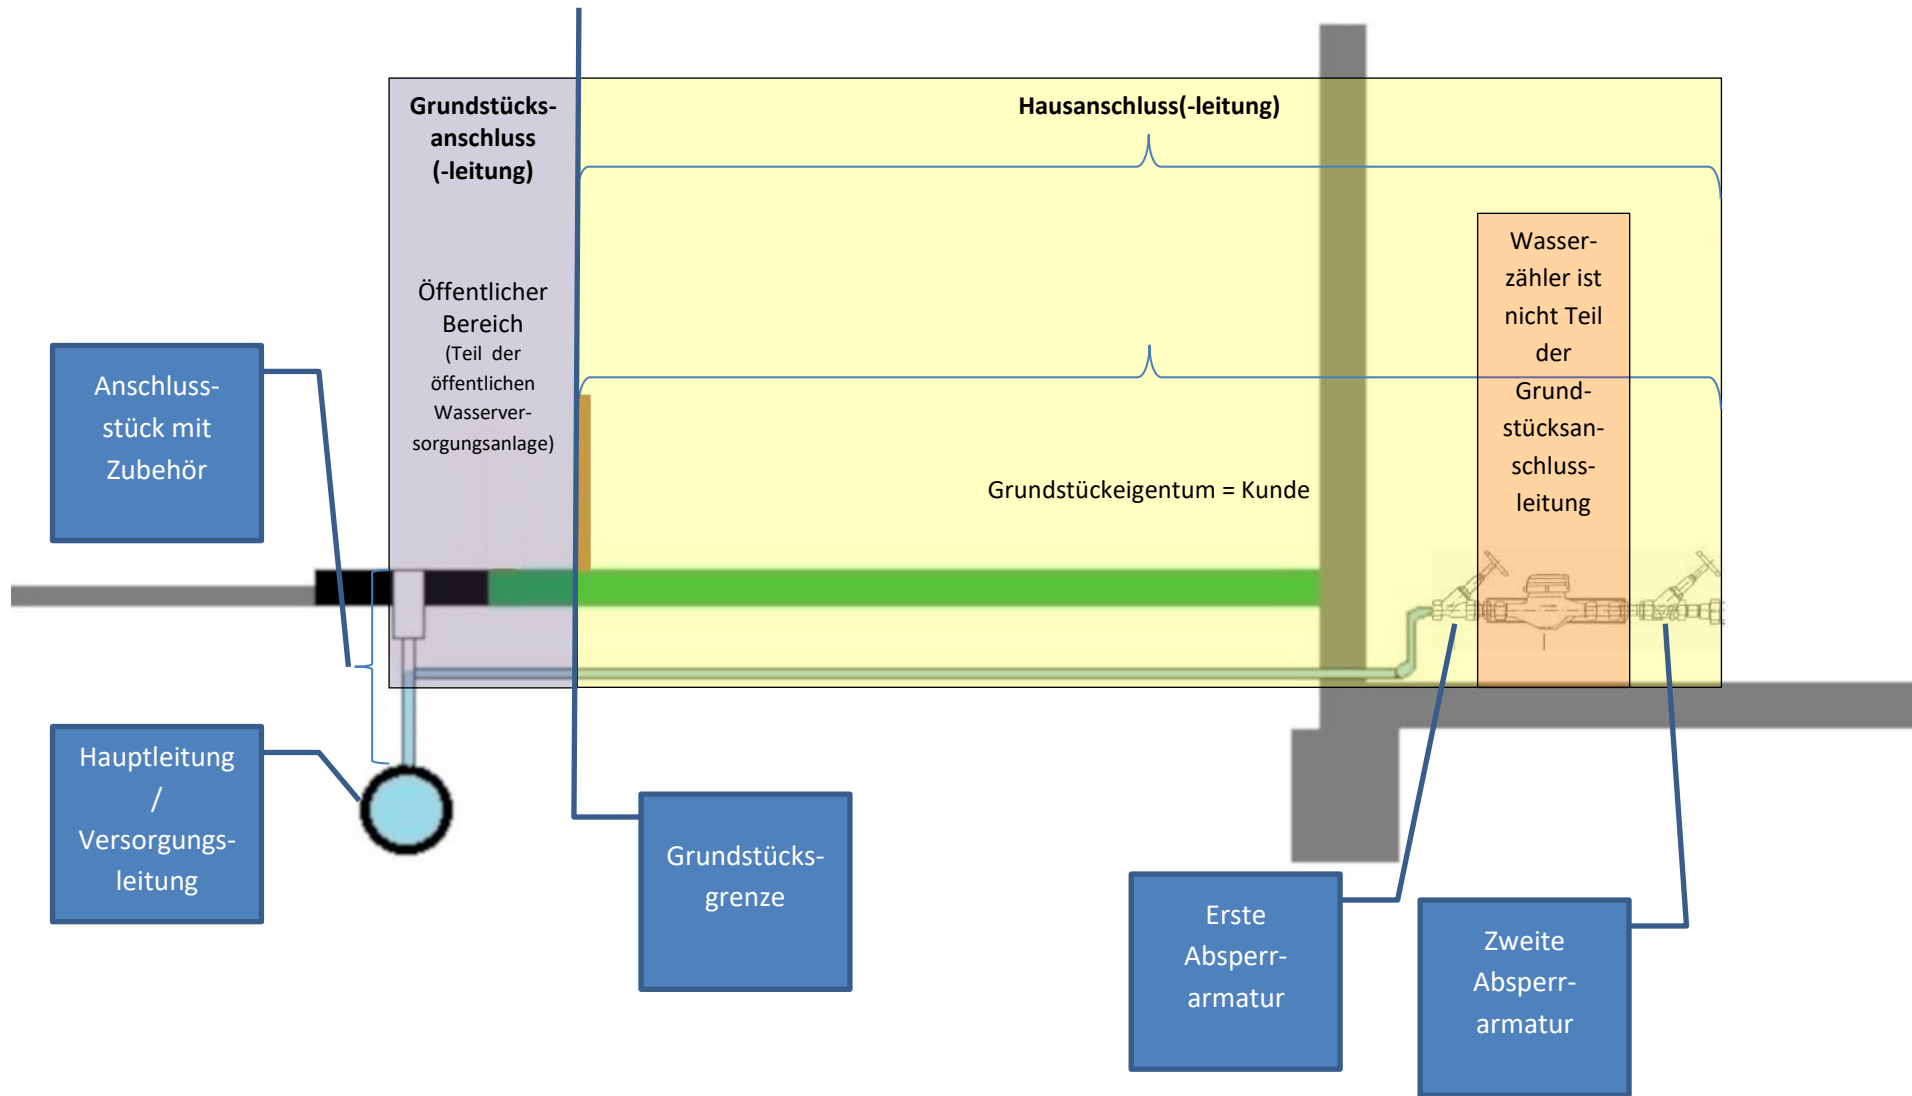 Grundstücks-
anschluss
(-leitung)
Hausanschluss(-leitung)
Öffentlicher
Bereich
(Teil der
öffentlichen
Wasserver-
sorgungsanlage)
Wasser-
zähler ist
nicht Teil
der
Grund-
stücksan-
schluss-
leitung
Grundstückeigentum = Kunde
Anschluss-
stück mit
Zubehör
Hauptleitung
/
Versorgungs-
leitung
Grundstücks-
grenze
Erste
Absperr-
armatur
Zweite
Absperr-
armatur